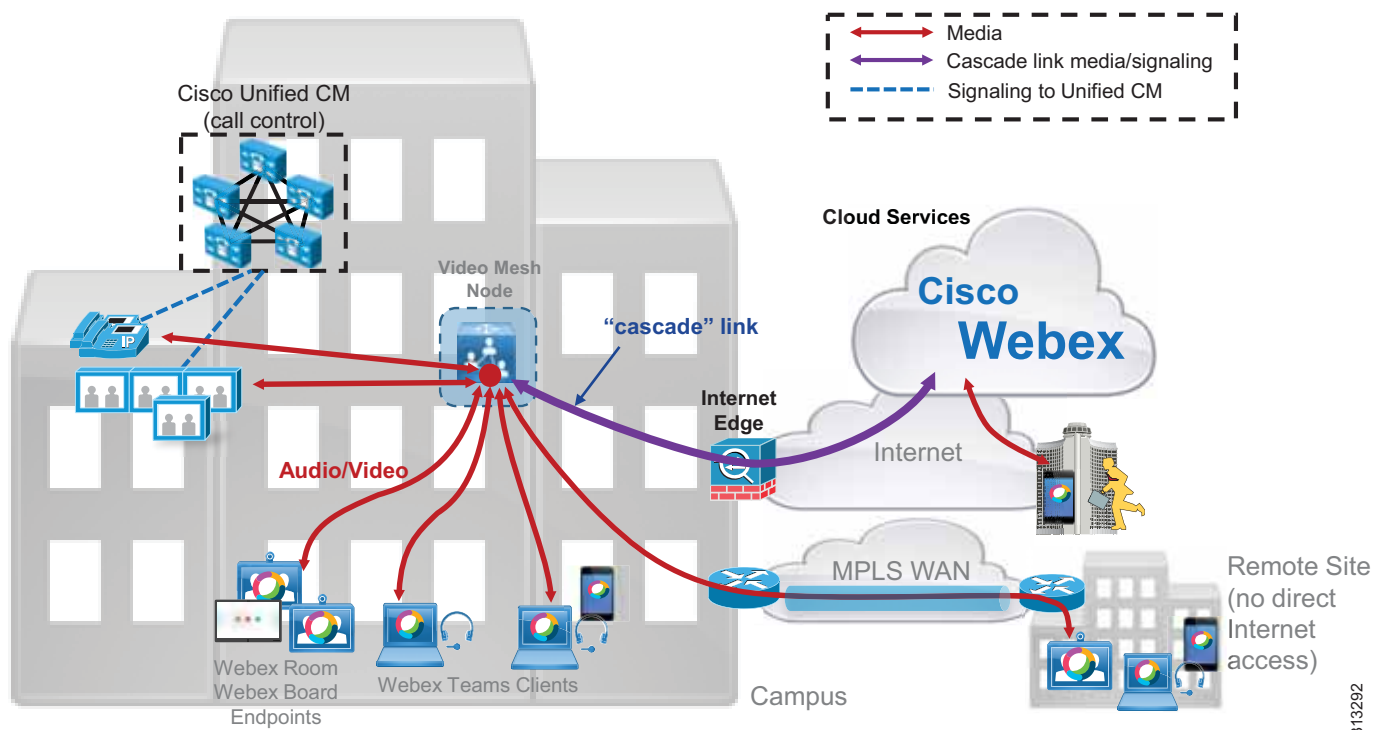 Media
Cascade link media/signaling
Signaling to Unified CM
Cisco Unified CM
(call control)
Video Mesh
Node
IP
"cascade" link
Cloud Services
Cisco
Webex
Internet
Edge
Internet
Audio/Video
MPLS WAN
Remote Site
(no direct
Internet
access)
Webex Room
Webex Board
Endpoints
Webex Teams Clients
Campus
313292